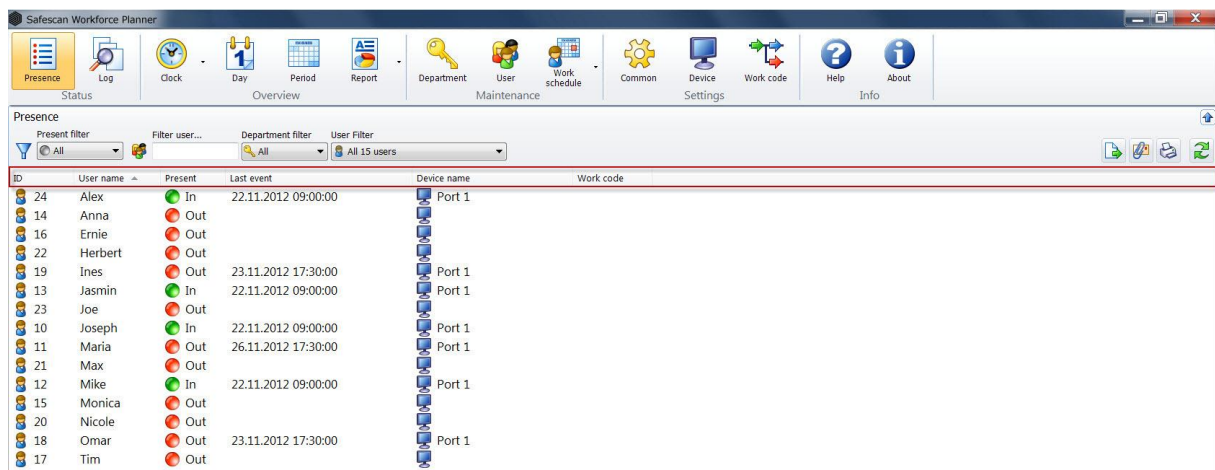 Safescan Workforce Planner
Presence Log Clock Day Period Report Department User Work schedule Common Device Work code Help About
Status Overview Maintenance Settings Info
Presence
Present filter Filter user... Department filter User Filter
All All All 15 users
ID User name Present Last event Device name Work code
24 Alex In 22.11.2012 09:00:00 Port 1
14 Anna Out
16 Ernie Out
22 Herbert Out
19 Ines Out 23.11.2012 17:30:00 Port 1
13 Jasmin In 22.11.2012 09:00:00 Port 1
23 Joe Out
10 Joseph In 22.11.2012 09:00:00 Port 1
11 Maria Out 26.11.2012 17:30:00 Port 1
21 Max Out
12 Mike In 22.11.2012 09:00:00 Port 1
15 Monica Out
20 Nicole Out
18 Omar Out 23.11.2012 17:30:00 Port 1
17 Tim Out